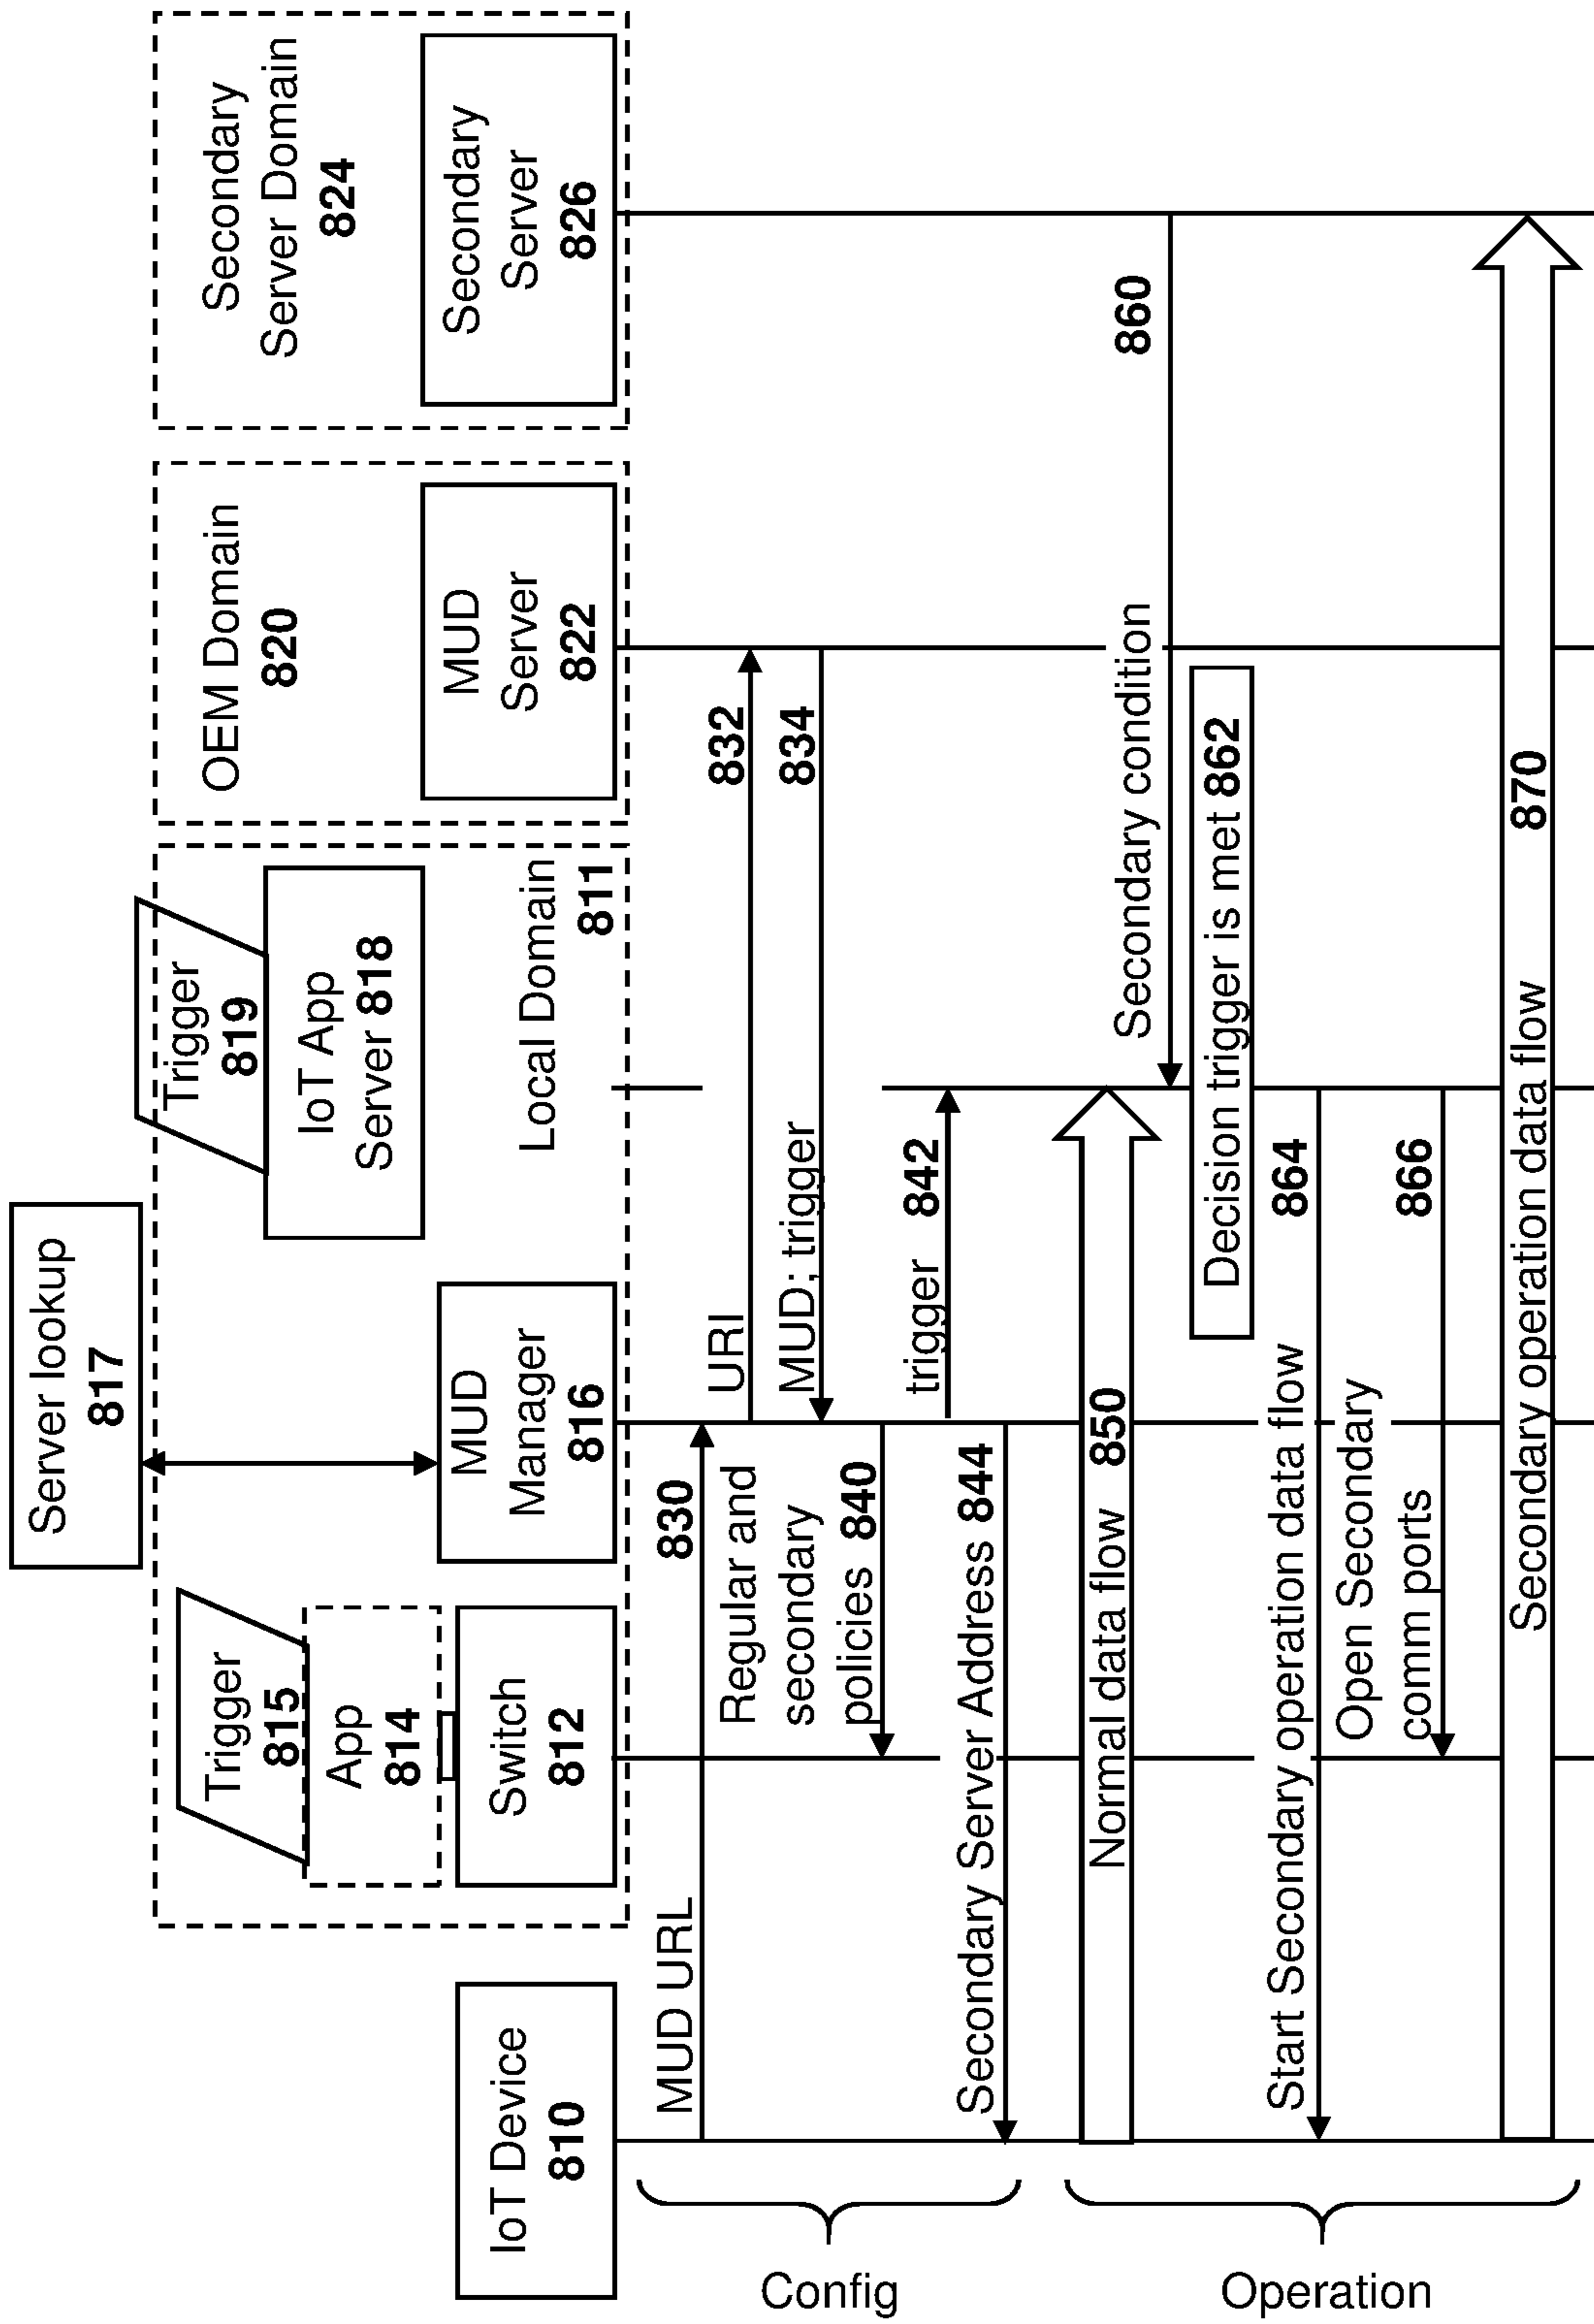 Server lookup
817
Trigger
815
App
814
Switch
812
MUD
Manager
816
Trigger
819
IoT App
Server 818
Local Domain
811
OEM Domain
820
MUD
Server
822
Secondary
Server Domain
824
Secondary
Server
826
IoT Device
810
MUD URL 830
URI 832
MUD; trigger 834
Regular and
secondary
policies 840
trigger 842
Secondary Server Address 844
Normal data flow 850
Secondary condition 860
Decision trigger is met 862
Start Secondary operation data flow 864
Open Secondary
comm ports 866
Secondary operation data flow 870
Config
Operation